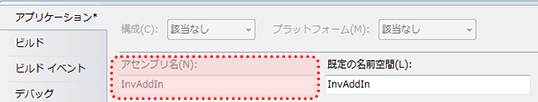 アプリケーション*
構成(C): 該当なし プラットフォーム(M): 該当なし
ビルド
ビルド イベント
アセンブリ名(N): 既定の名前空間(L):
InvAddIn InvAddIn
デバッグ